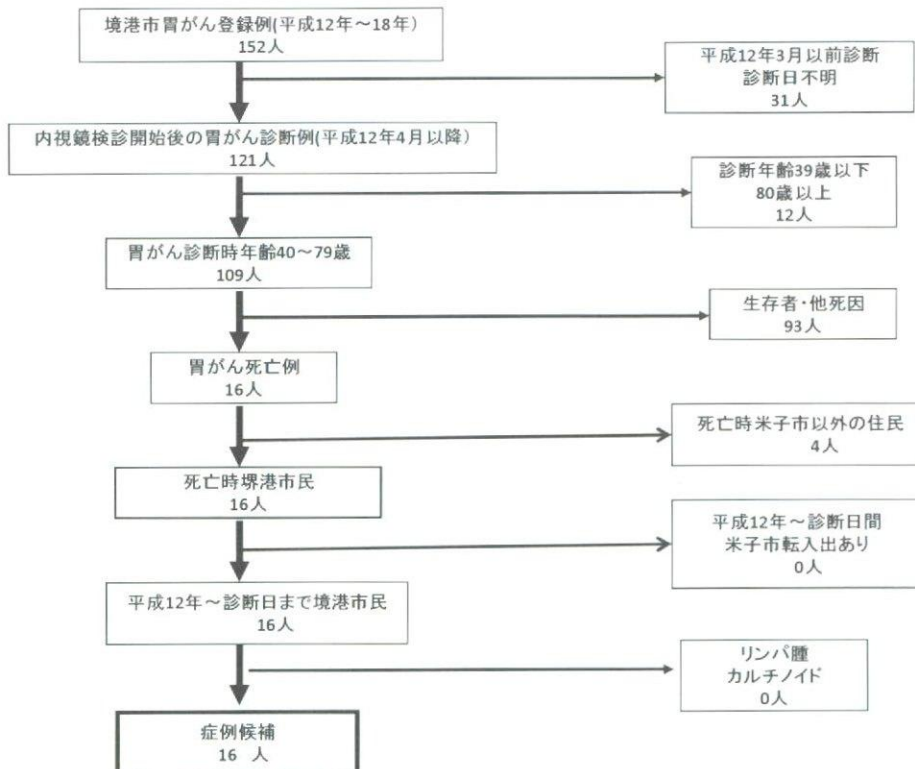 境港市胃がん登録例(平成12年～18年)
152人
平成12年3月以前診断
診断日不明
31人
内視鏡検診開始後の胃がん診断例(平成12年4月以降)
121人
診断年齢39歳以下
80歳以上
12人
胃がん診断時年齢40～79歳
109人
生存者・他死因
93人
胃がん死亡例
16人
死亡時米子市以外の住民
4人
死亡時堺港市民
16人
平成12年～診断日間
米子市転入出あり
0人
平成12年～診断日まで境港市民
16人
リンパ腫
カルチノイド
0人
症例候補
16 人